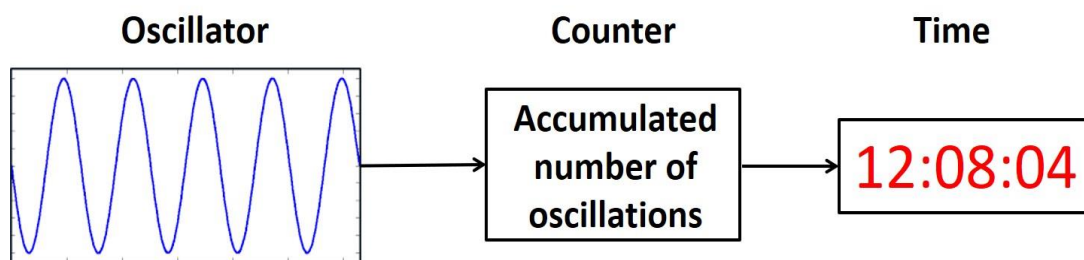 Oscillator
Counter
Time
Accumulated
number of
oscillations
12:08:04